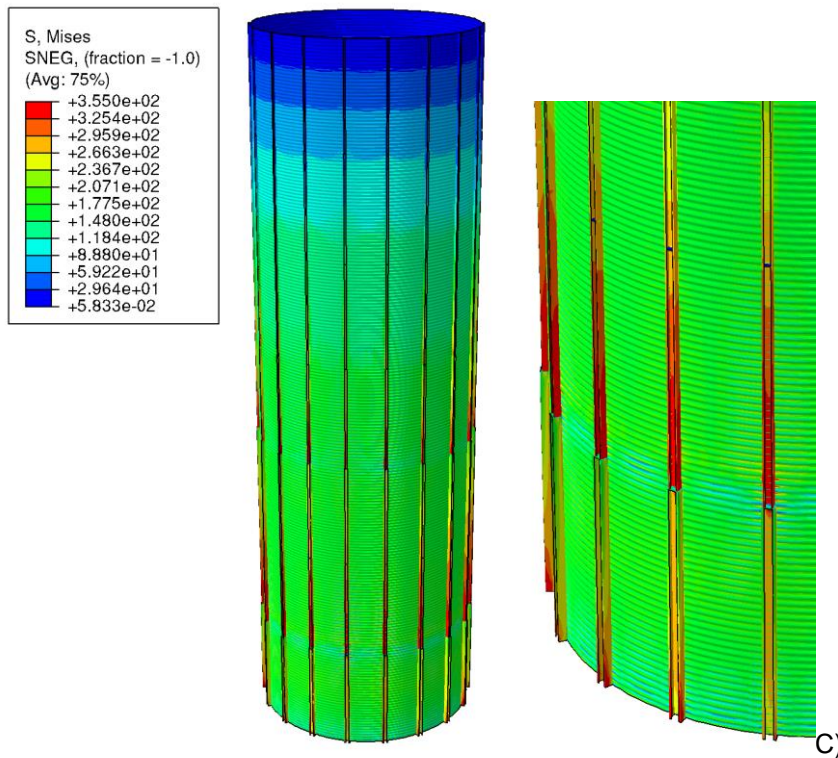 S, Mises
SNEG, (fraction = -1.0)
(Avg: 75%)
+3.550e+02
+3.254e+02
+2.959e+02
+2.663e+02
+2.367e+02
+2.071e+02
+1.775e+02
+1.480e+02
+1.184e+02
+8.880e+01
+5.922e+01
+2.964e+01
+5.833e-02
C)